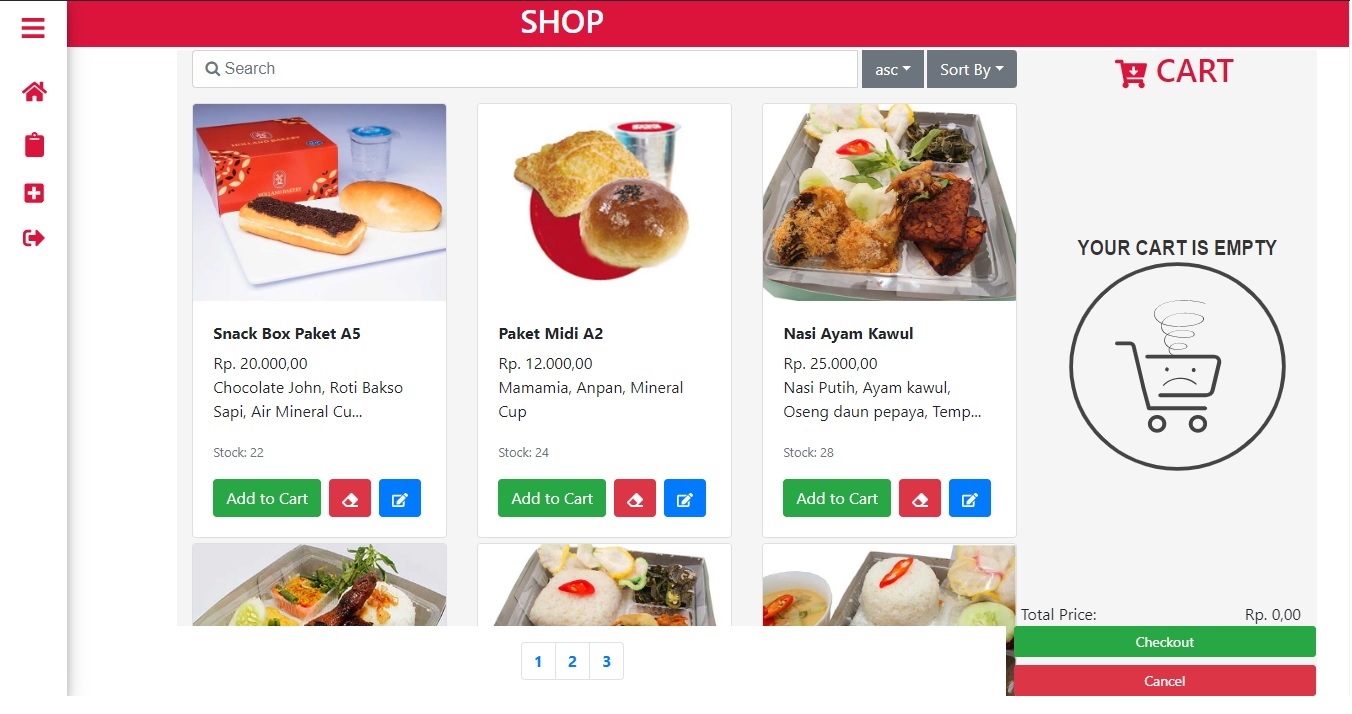 SHOP
Search
asc
Sort By
CART
HOLLAND BAKERY
HOLLAND BAKERY
YOUR CART IS EMPTY
Snack Box Paket A5
Rp. 20.000,00
Chocolate John, Roti Bakso
Sapi, Air Mineral Cu...
Stock: 22
Add to Cart
Paket Midi A2
Rp. 12.000,00
Mamamia, Anpan, Mineral
Cup
Stock: 24
Add to Cart
Nasi Ayam Kawul
Rp. 25.000,00
Nasi Putih, Ayam kawul,
Oseng daun pepaya, Temp...
Stock: 28
Add to Cart
Total Price:
Rp. 0,00
Checkout
Cancel
1
2
3